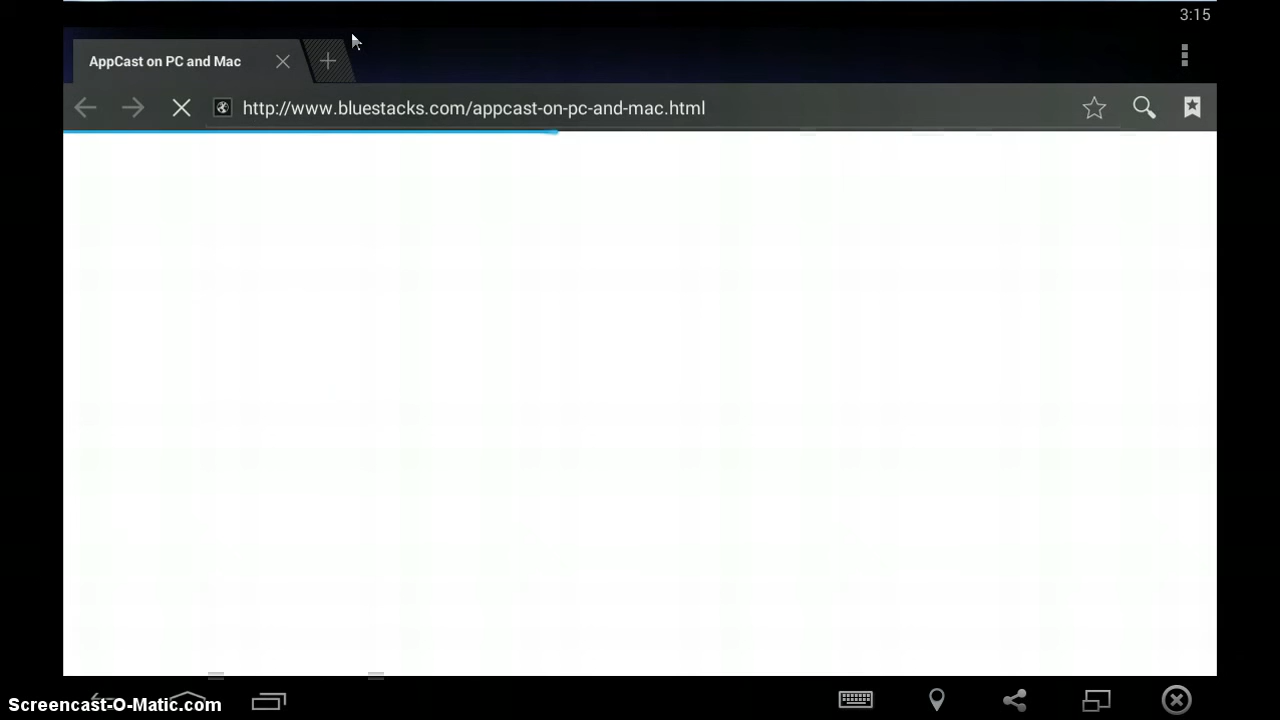 3:15
AppCast on PC and Mac
http://www.bluestacks.com/appcast-on-pc-and-mac.html
Screencast-O-Matic.com